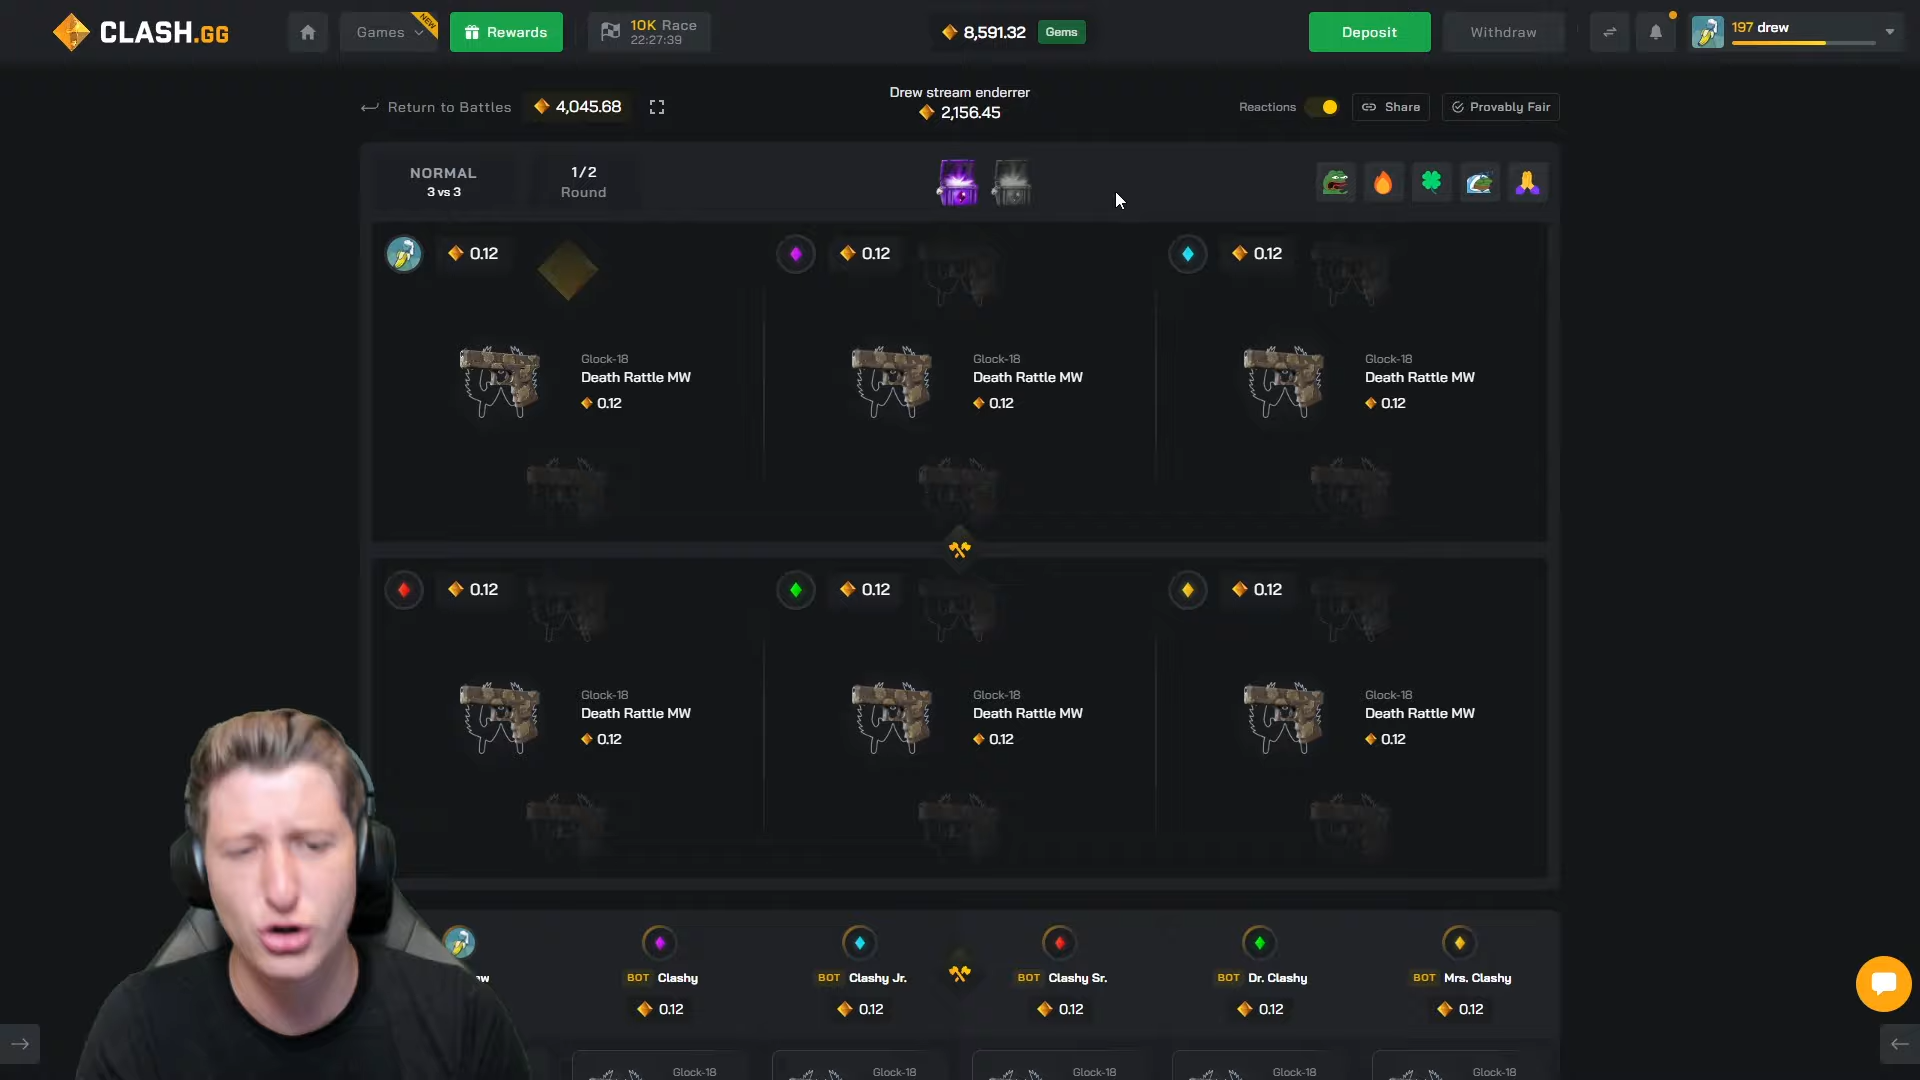 CLASH.GG
Games
NEW
Rewards
10K Race
22:27:39
8,591.32
Gems
Deposit
Withdraw
197 drew
Return to Battles
4,045.68
Drew stream enderrer
2,156.45
Reactions
Share
Provably Fair
NORMAL
3 vs 3
1/2
Round
0.12
0.12
0.12
Glock-18
Death Rattle MW
0.12
Glock-18
Death Rattle MW
0.12
Glock-18
Death Rattle MW
0.12
0.12
0.12
0.12
Glock-18
Death Rattle MW
0.12
Glock-18
Death Rattle MW
0.12
Glock-18
Death Rattle MW
0.12
BOT Clashy
0.12
BOT Clashy Jr.
0.12
BOT Clashy Sr.
0.12
BOT Dr. Clashy
0.12
BOT Mrs. Clashy
0.12
Glock-18
Glock-18
Glock-18
Glock-18
Glock-18